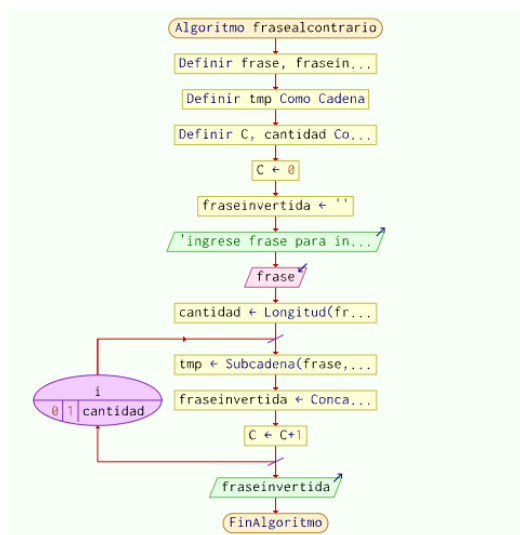 Algoritmo frasealcontrario
Definir frase, frasein...
Definir tmp Como Cadena
Definir C, cantidad Co...
C ← 0
fraseinvertida ← ''
'ingrese frase para in...
frase
cantidad ← Longitud(fr...
tmp ← Subcadena(frase,...
i
0 1 cantidad
fraseinvertida ← Conca...
C ← C+1
fraseinvertida
FinAlgoritmo